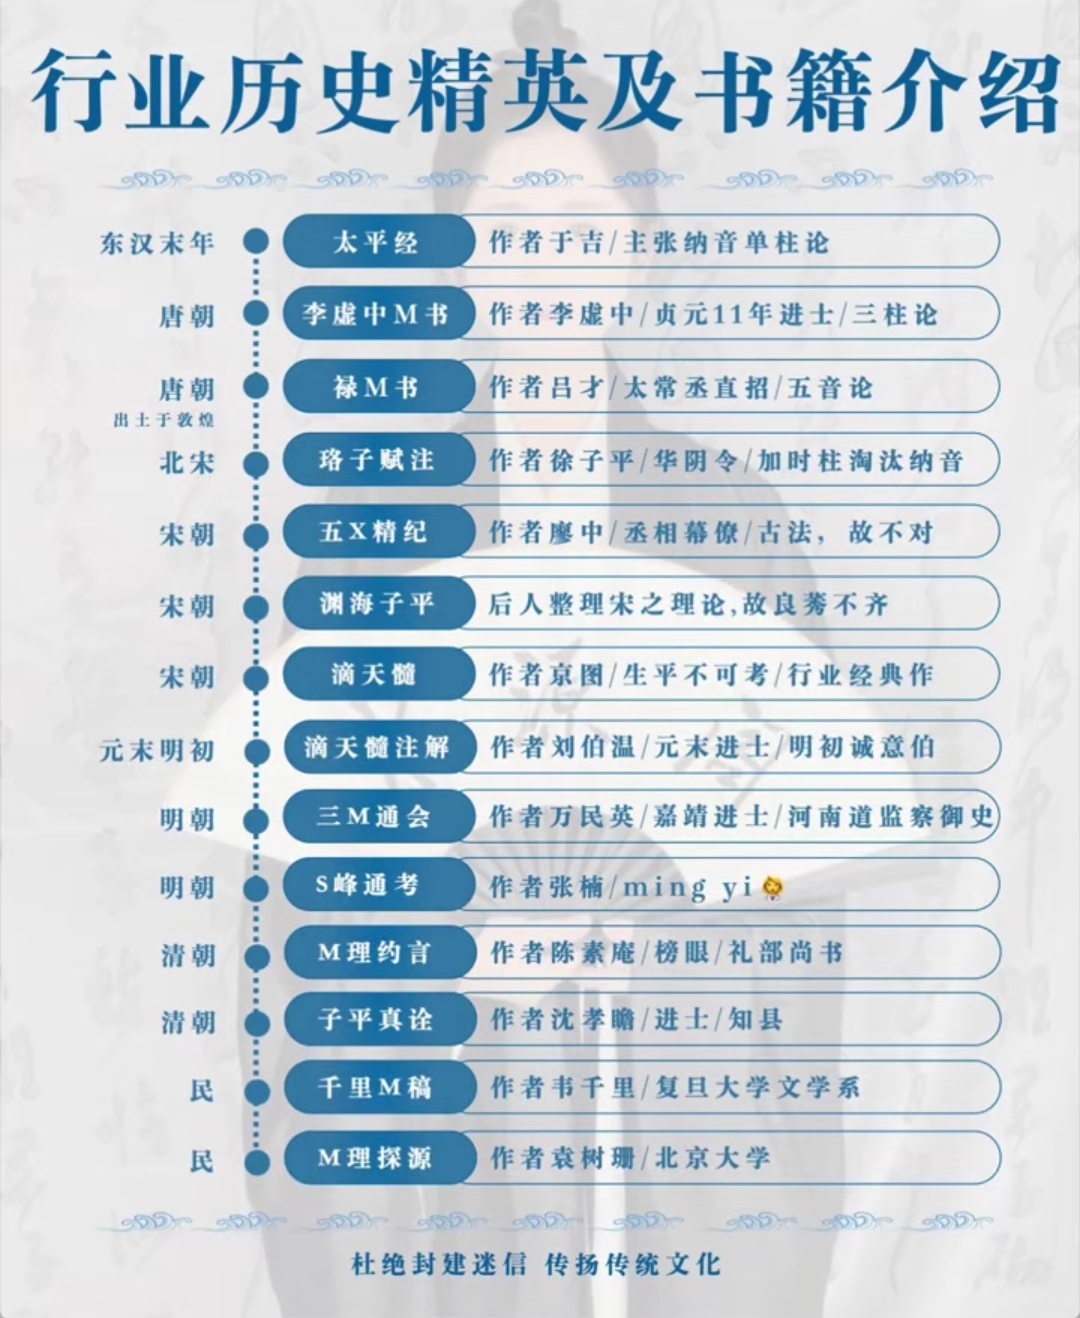 行业历史精英及书籍介绍
东汉末年 太平经 作者于吉/主张纳音单柱论
唐朝 李虚中M书 作者李虚中/贞元11年进士/三柱论
唐朝 禄M书 作者吕才/太常丞直招/五音论
出土于敦煌
北宋 珞子赋注 作者徐子平/华阴令/加时柱淘汰纳音
宋朝 五X精纪 作者廖中/丞相幕僚/古法，故不对
宋朝 渊海子平 后人整理宋之理论,故良莠不齐
宋朝 滴天髓 作者京图/生平不可考/行业经典作
元末明初 滴天髓注解 作者刘伯温/元末进士/明初诚意伯
明朝 三M通会 作者万民英/嘉靖进士/河南道监察御史
明朝 S峰通考 作者张楠/ming yi👧
清朝 M理约言 作者陈素庵/榜眼/礼部尚书
清朝 子平真诠 作者沈孝瞻/进士/知县
民 千里M稿 作者韦千里/复旦大学文学系
民 M理探源 作者袁树珊/北京大学
杜绝封建迷信 传扬传统文化